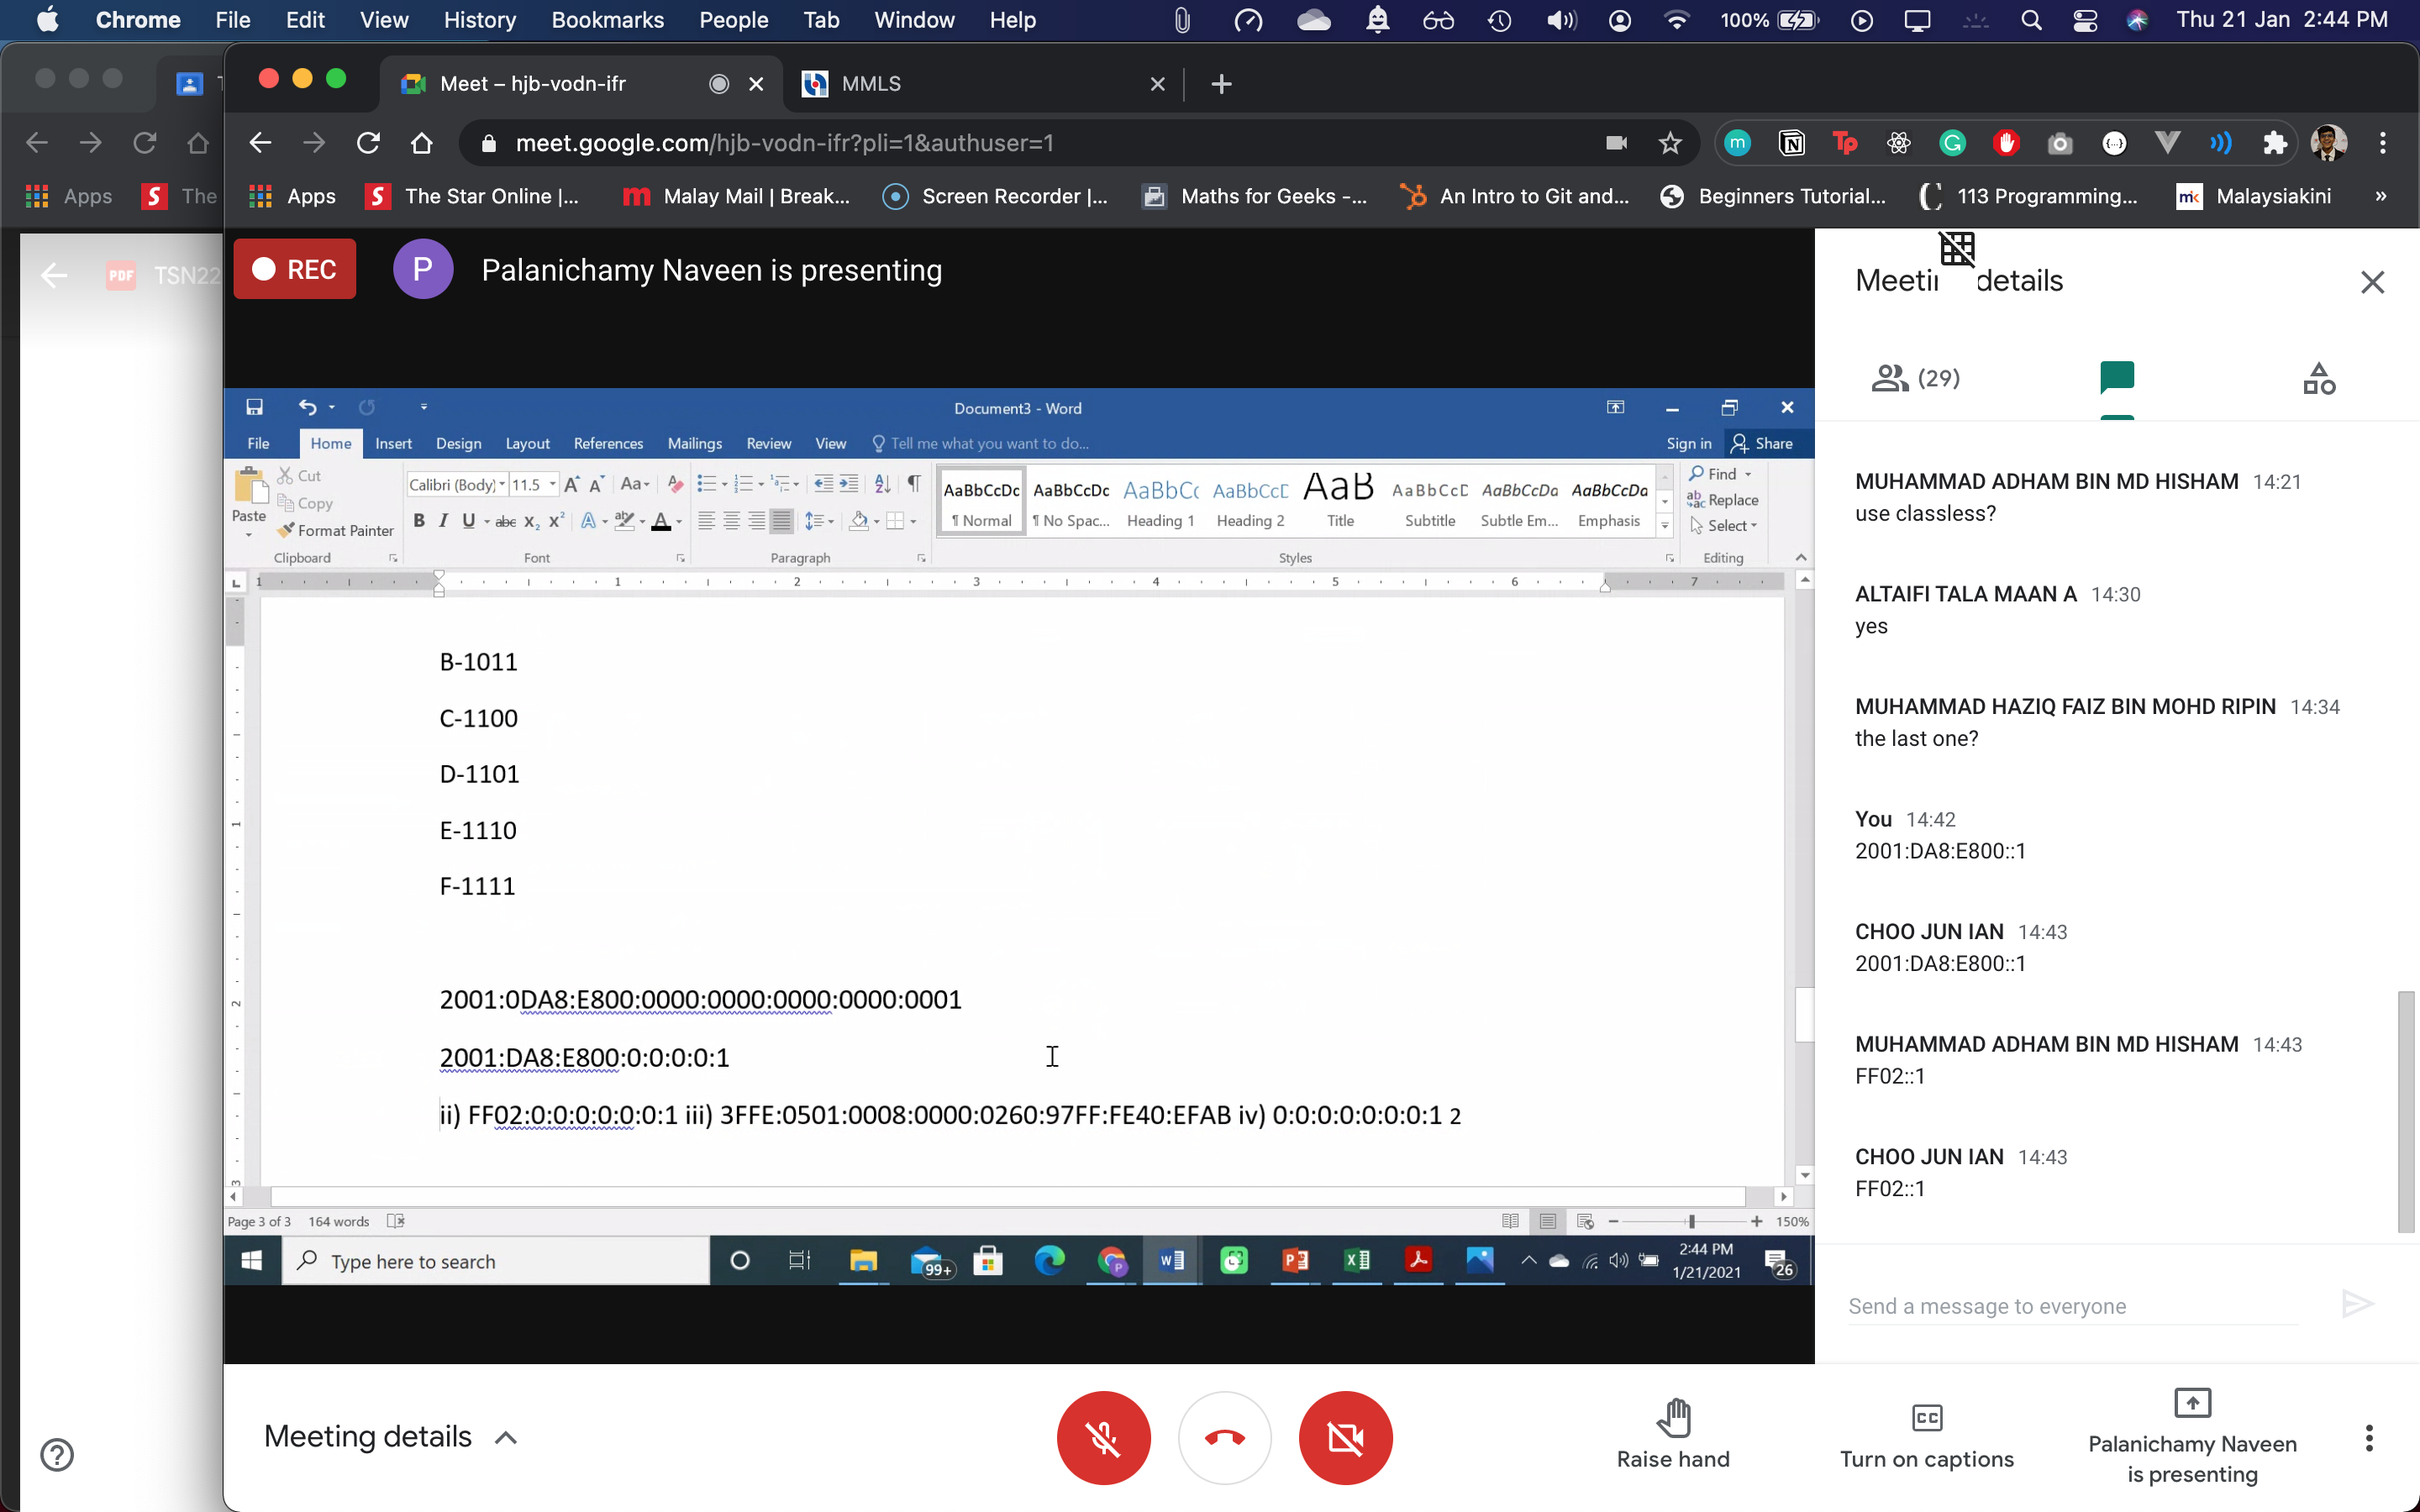 Chrome File Edit View History Bookmarks People Tab Window Help 100% Thu 21 Jan 2:44 PM
Meet – hjb-vodn-ifr MMLS
meet.google.com/hjb-vodn-ifr?pli=1&authuser=1
Apps The Apps The Star Online |... Malay Mail | Break... Screen Recorder |... Maths for Geeks -... An Intro to Git and... Beginners Tutorial... 113 Programming... Malaysiakini »
PDF TSN22
REC P Palanichamy Naveen is presenting
Document3 - Word
File Home Insert Design Layout References Mailings Review View Tell me what you want to do... Sign in Share
Paste Cut Copy Format Painter
Clipboard
Calibri (Body) 11.5
Font
Paragraph
AaBbCcDc AaBbCcDc AaBbCc AaBbCcE AaB AaBbCcE AaBbCcDa AaBbCcDa
¶ Normal ¶ No Spac... Heading 1 Heading 2 Title Subtitle Subtle Em... Emphasis
Styles
Find
Replace
Select
Editing
1 1 2 3 4 5 6 7
B-1011
C-1100
D-1101
E-1110
F-1111
2001:0DA8:E800:0000:0000:0000:0000:0001
2001:DA8:E800:0:0:0:0:1
ii) FF02:0:0:0:0:0:0:1 iii) 3FFE:0501:0008:0000:0260:97FF:FE40:EFAB iv) 0:0:0:0:0:0:0:1 2
Page 3 of 3 164 words 150%
Type here to search 99+ 2:44 PM
1/21/2021 26
Meeti details
(29)
MUHAMMAD ADHAM BIN MD HISHAM 14:21
use classless?
ALTAIFI TALA MAAN A 14:30
yes
MUHAMMAD HAZIQ FAIZ BIN MOHD RIPIN 14:34
the last one?
You 14:42
2001:DA8:E800::1
CHOO JUN IAN 14:43
2001:DA8:E800::1
MUHAMMAD ADHAM BIN MD HISHAM 14:43
FF02::1
CHOO JUN IAN 14:43
FF02::1
Send a message to everyone
Meeting details
Raise hand
Turn on captions
Palanichamy Naveen
is presenting